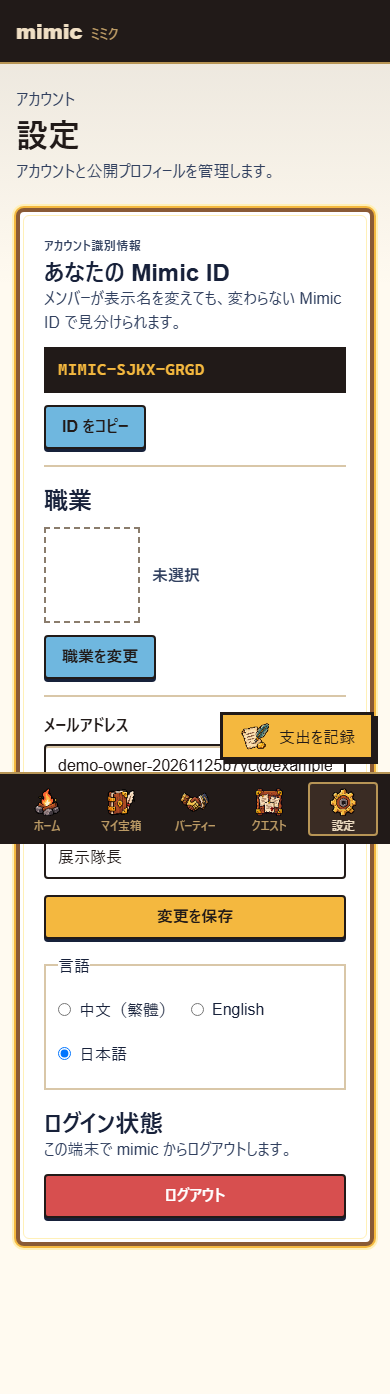 mimic ミミク
アカウント
設定
アカウントと公開プロフィールを管理します。
アカウント識別情報
あなたの Mimic ID
メンバーが表示名を変えても、変わらない Mimic
ID で見分けられます。
MIMIC-SJKX-GRGD
ID をコピー
職業
未選択
職業を変更
メールアドレス
支出を記録
ホーム
マイ宝箱
パーティー
クエスト
設定
展示隊長
変更を保存
言語
中文（繁體）
English
日本語
ログイン状態
この端末で mimic からログアウトします。
ログアウト